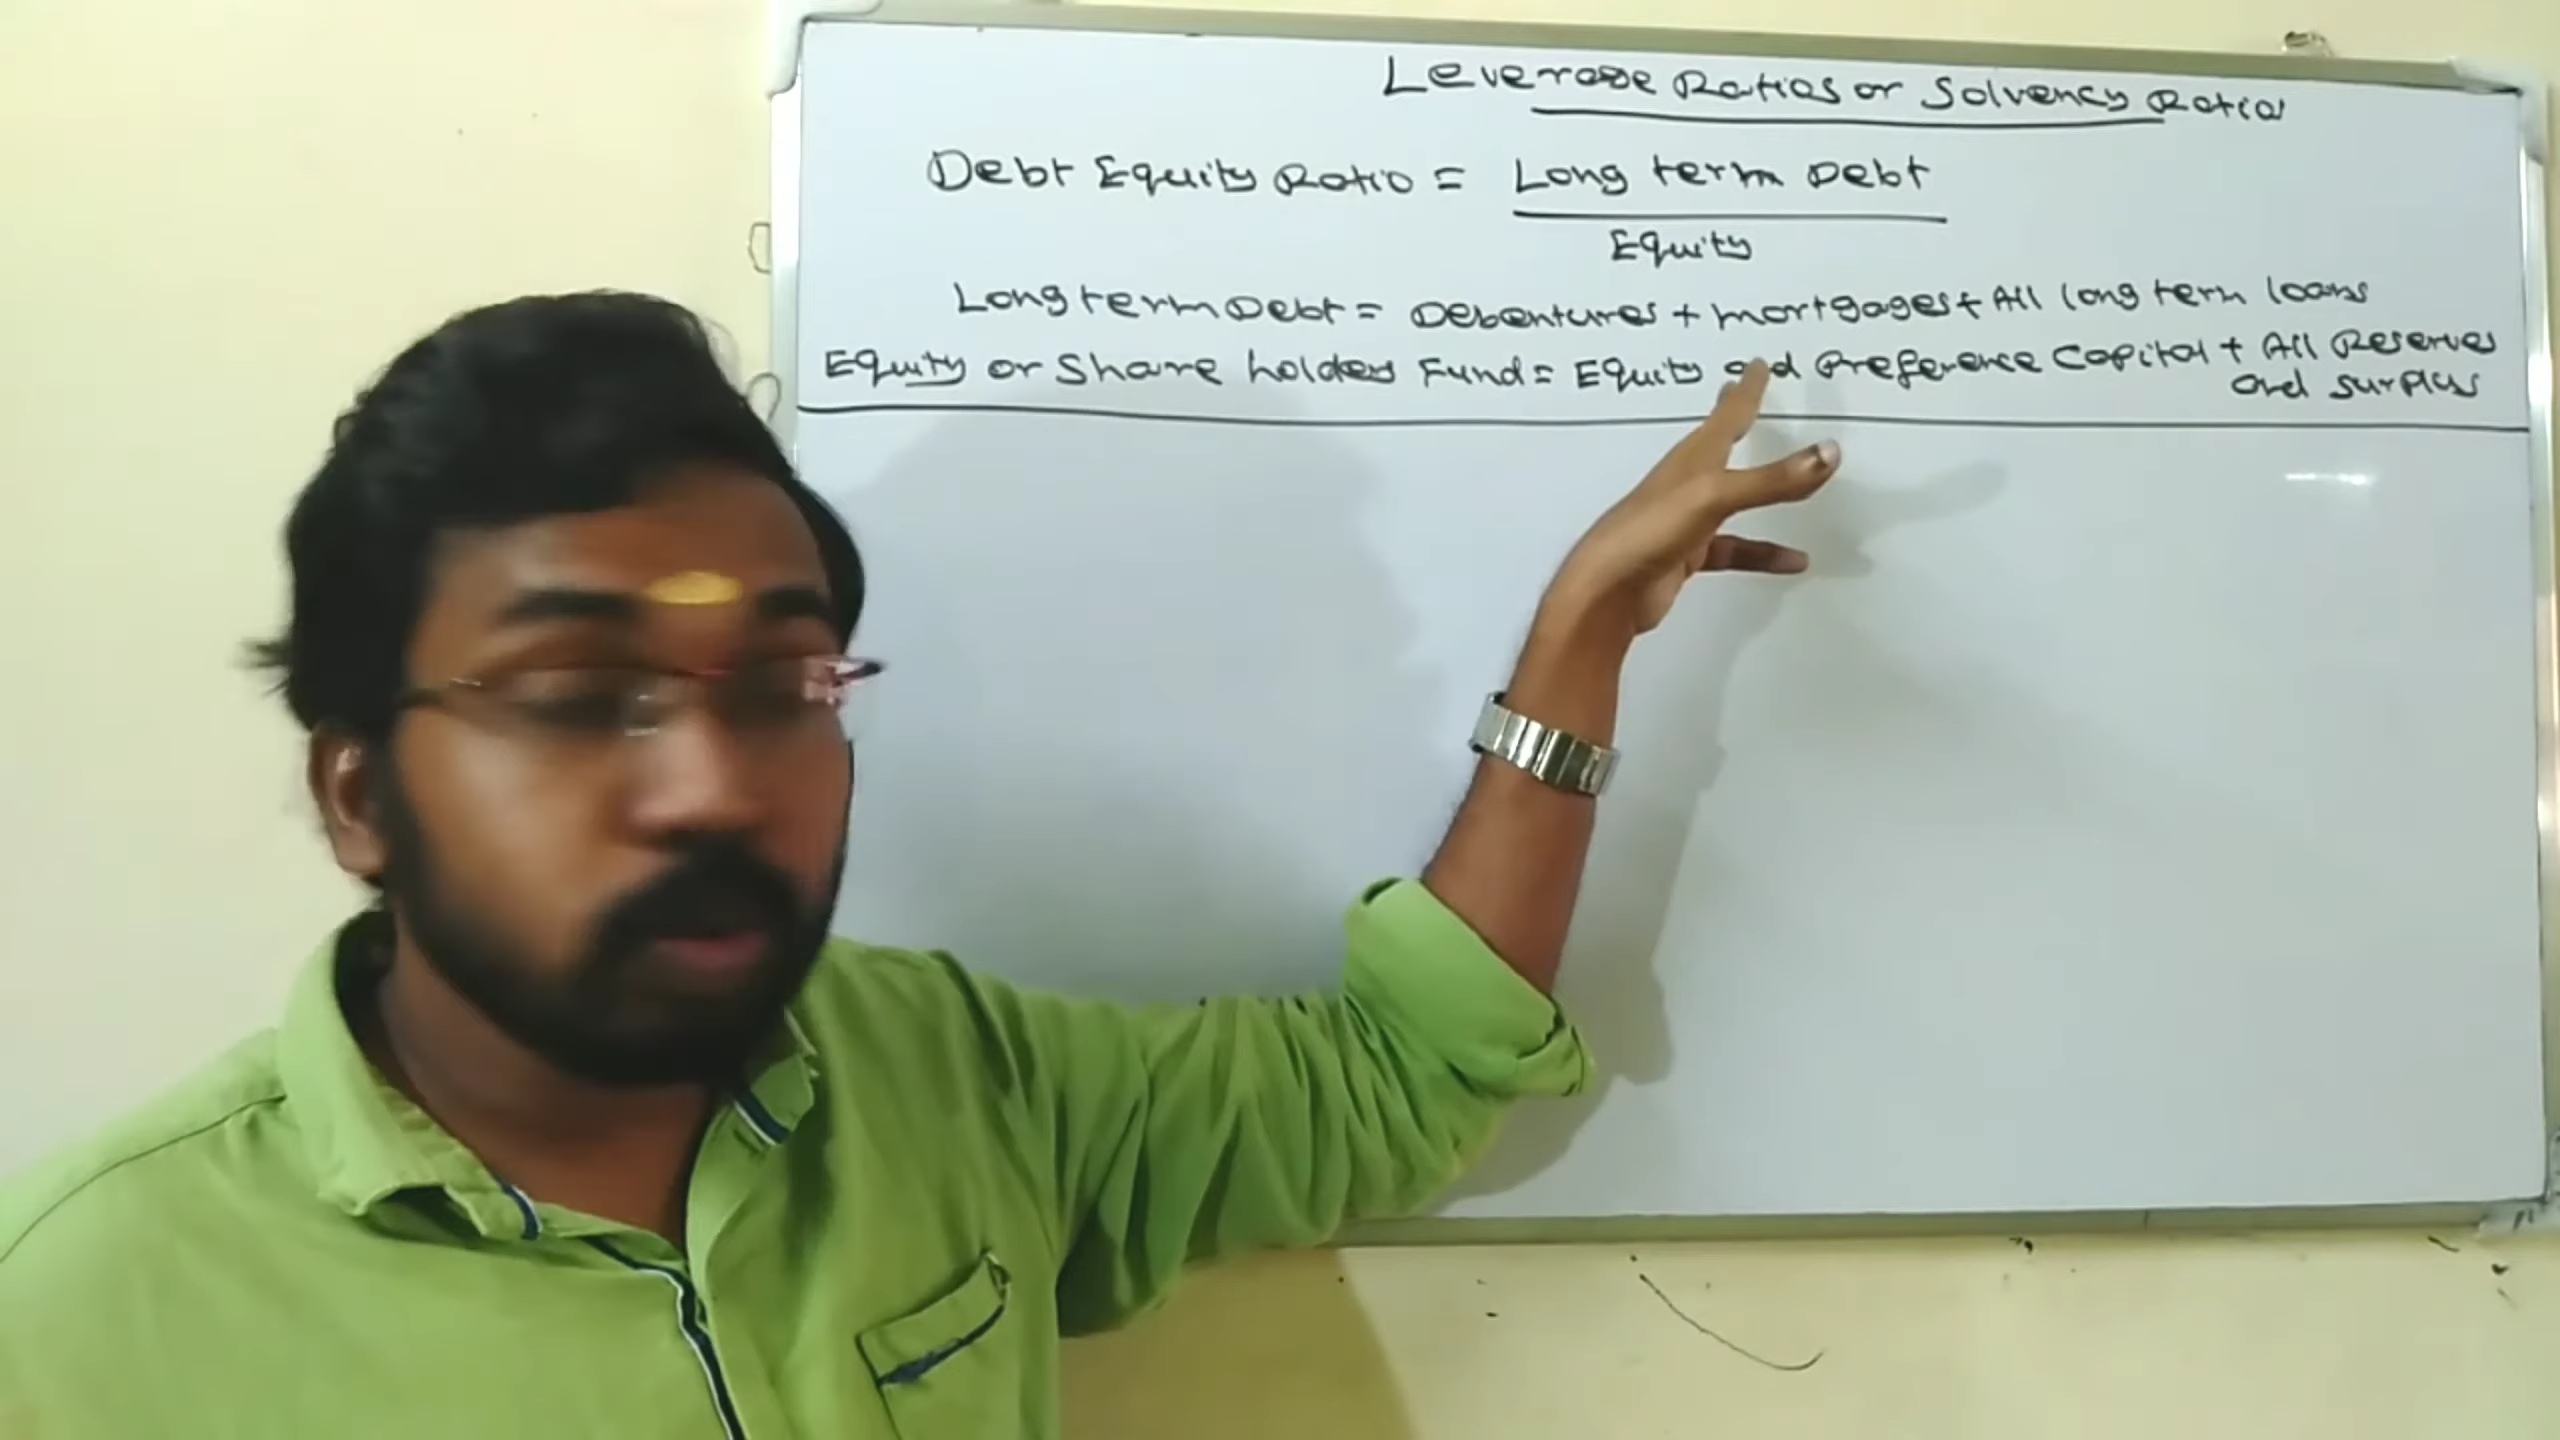 Leverage Ratios or Solvency Ratios
Debt Equity Ratio = Long term Debt
Equity
Long term Debt = Debentures + mortgages + All long term loans
Equity or Share holders Fund = Equity and Preference Capital + All Reserves
and surplus